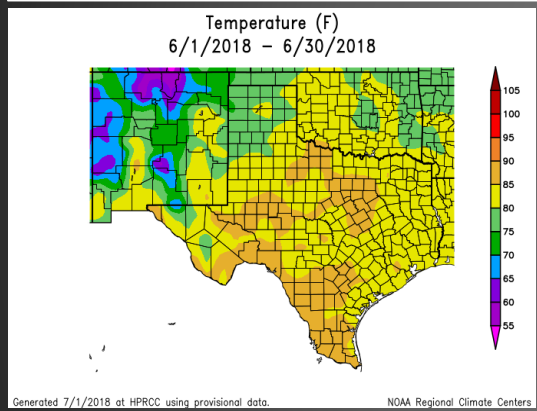 Temperature (F)
6/1/2018 – 6/30/2018
105
100
95
90
85
80
75
70
65
60
55
Generated 7/1/2018 at HPRCC using provisional data.
NOAA Regional Climate Centers